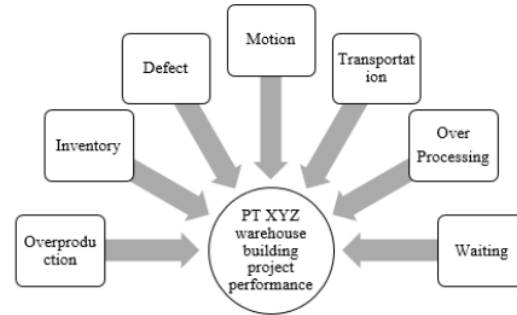 Motion
Defect
Transportat
ion
Inventory
Over
Processing
Overprodu
ction
PT XYZ
warehouse
building
project
performance
Waiting